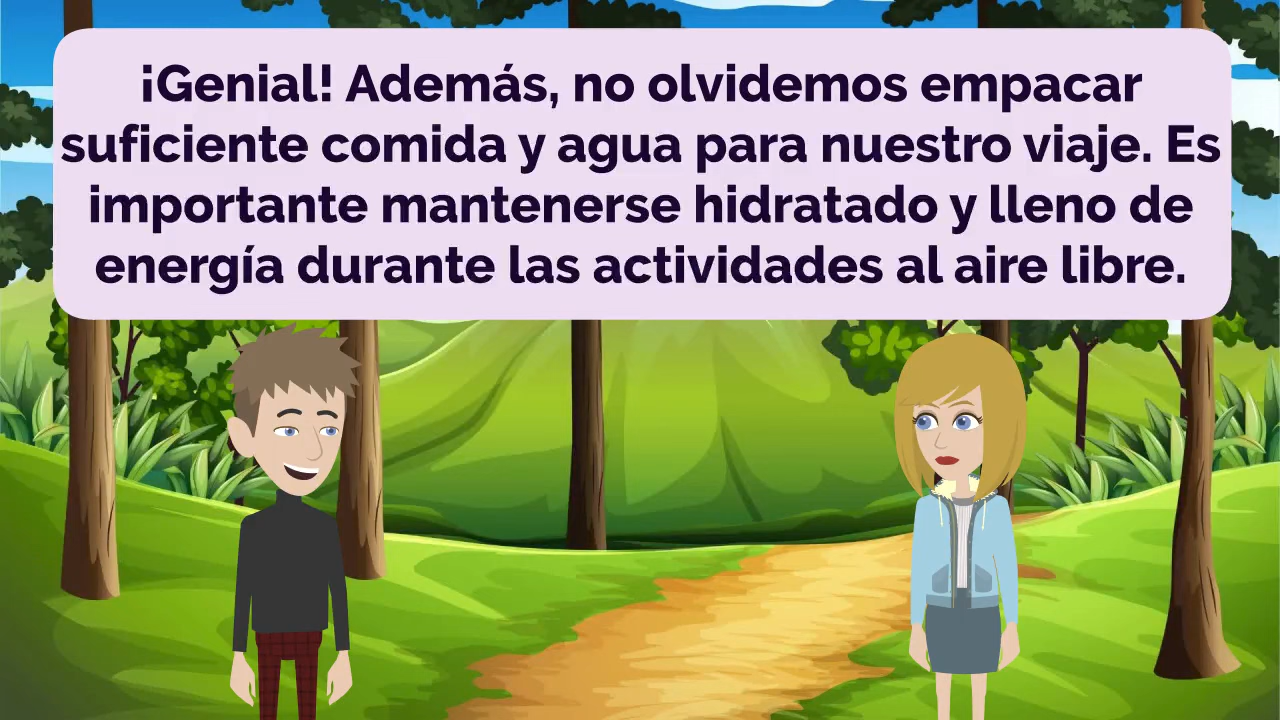 ¡Genial! Además, no olvidemos empacar
suficiente comida y agua para nuestro viaje. Es
importante mantenerse hidratado y lleno de
energía durante las actividades al aire libre.